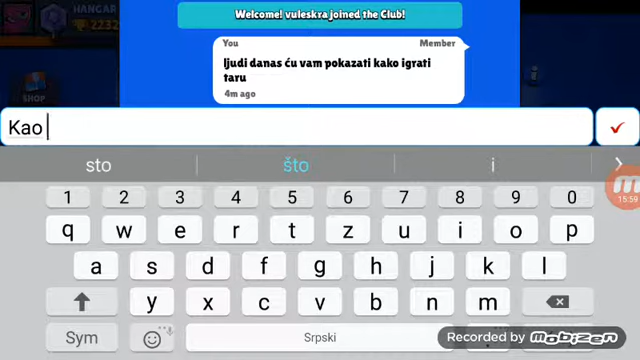 HANGAR
2232
Welcome! vuleskra joined the Club!
You
Member
ljudi danas ću vam pokazati kako igrati
taru
4m ago
SHOP
Kao
sto
što
i
15:59
1 2 3 4 5 6 7 8 9 0
q w e r t z u i o p
a s d f g h j k l
y x c v b n m
Sym
Srpski
Recorded by mobizen